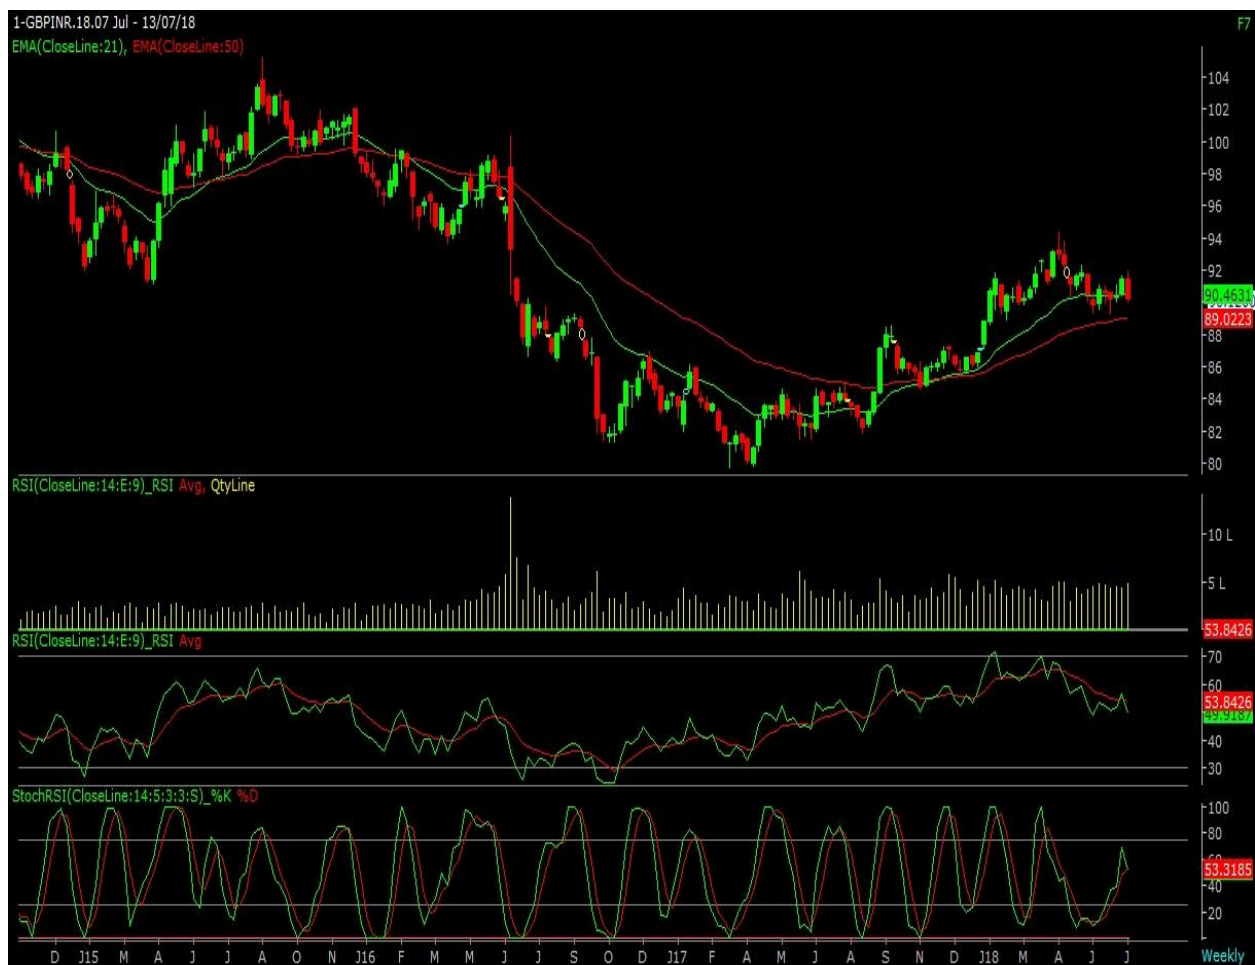 1-GBPINR.18.07 Jul - 13/07/18
F7
EMA(CloseLine:21), EMA(CloseLine:50)
104
102
100
98
96
94
92
90.4631
89.0223
88
86
84
82
80
RSI(CloseLine:14:E:9)_RSI Avg, QtyLine
10 L
5 L
53.8426
RSI(CloseLine:14:E:9)_RSI Avg
70
60
53.8426
49.9187
40
30
StochRSI(CloseLine:14:5:3:3:S)_%K %D
100
80
53.3185
40
20
D J15 M M J J A O N J16 F M M J J S O D J17 F A M J J A S O N D J18 M A J J
Weekly